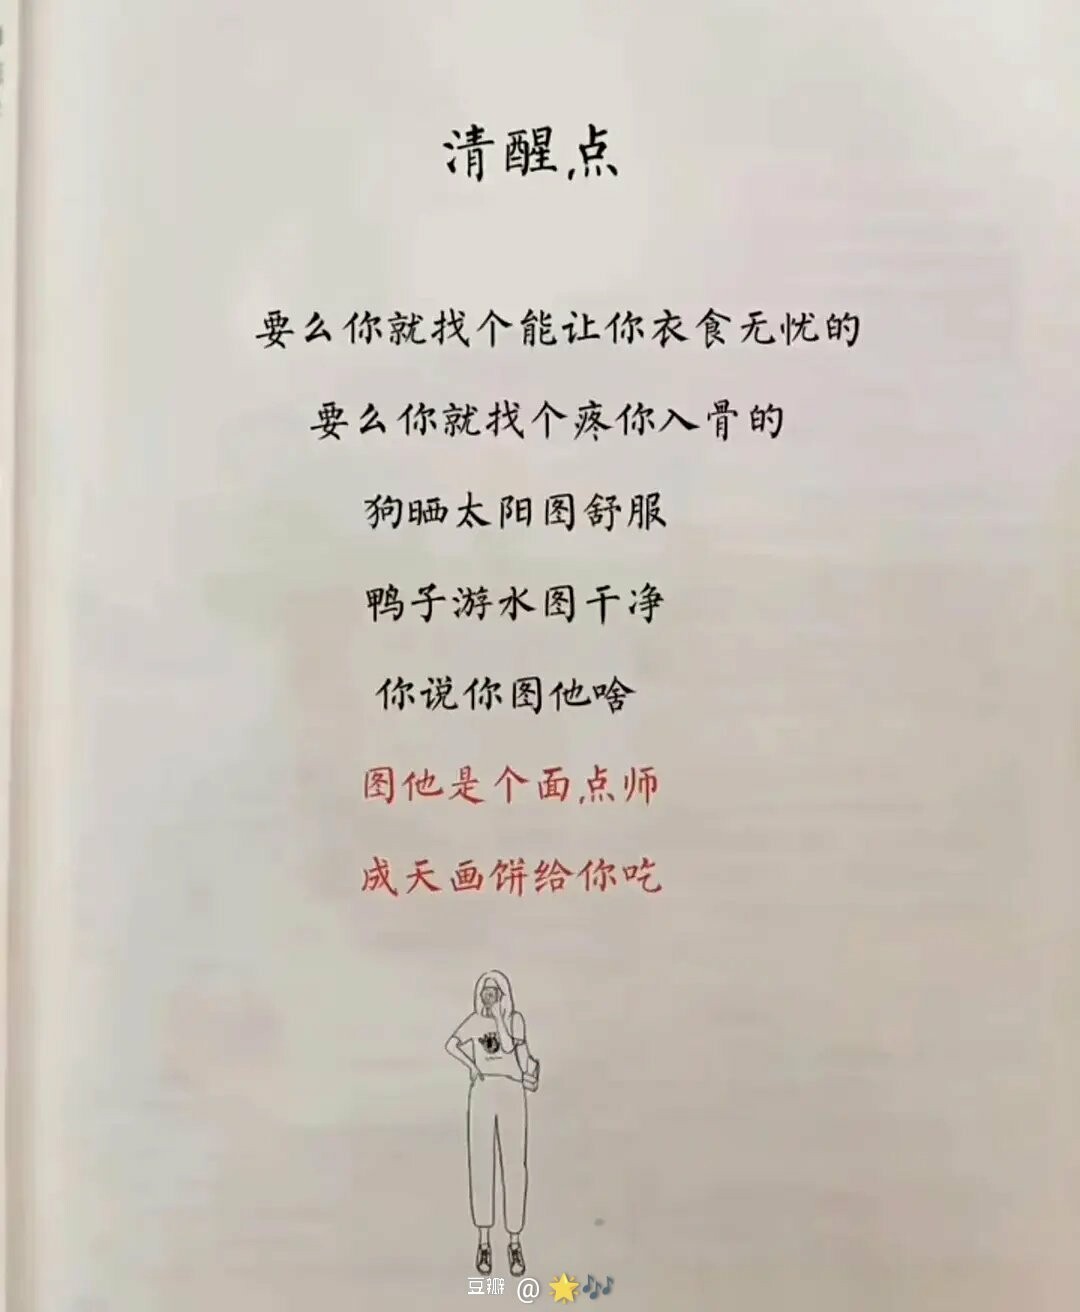 清醒点
要么你就找个能让你衣食无忧的
要么你就找个疼你入骨的
狗晒太阳图舒服
鸭子游水图干净
你说你图他啥
图他是个面点师
成天画饼给你吃
豆瓣 @🌟🎶